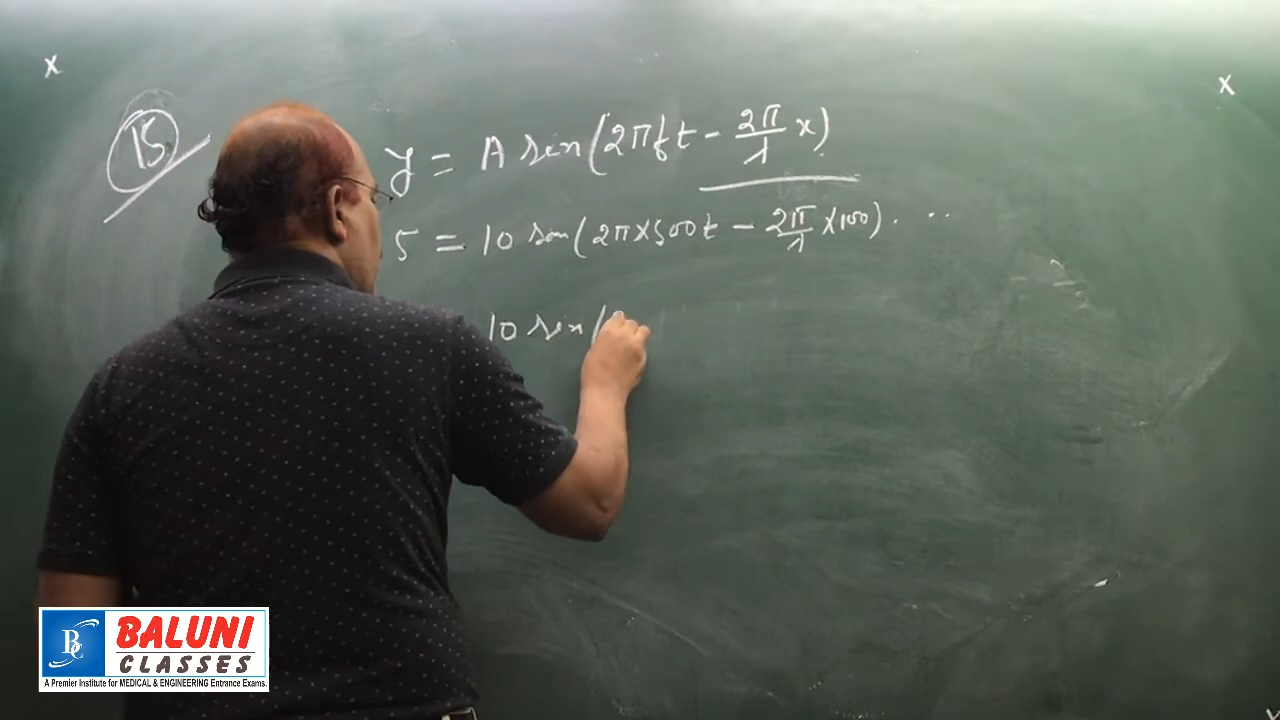 x
x
15
y = A sin(2πft - 2π/λ x)
5 = 10 sin(2π×500t - 2π/λ ×100). ..
10 sin(
BC
BALUNI
CLASSES
A Premier Institute for MEDICAL & ENGINEERING Entrance Exams.